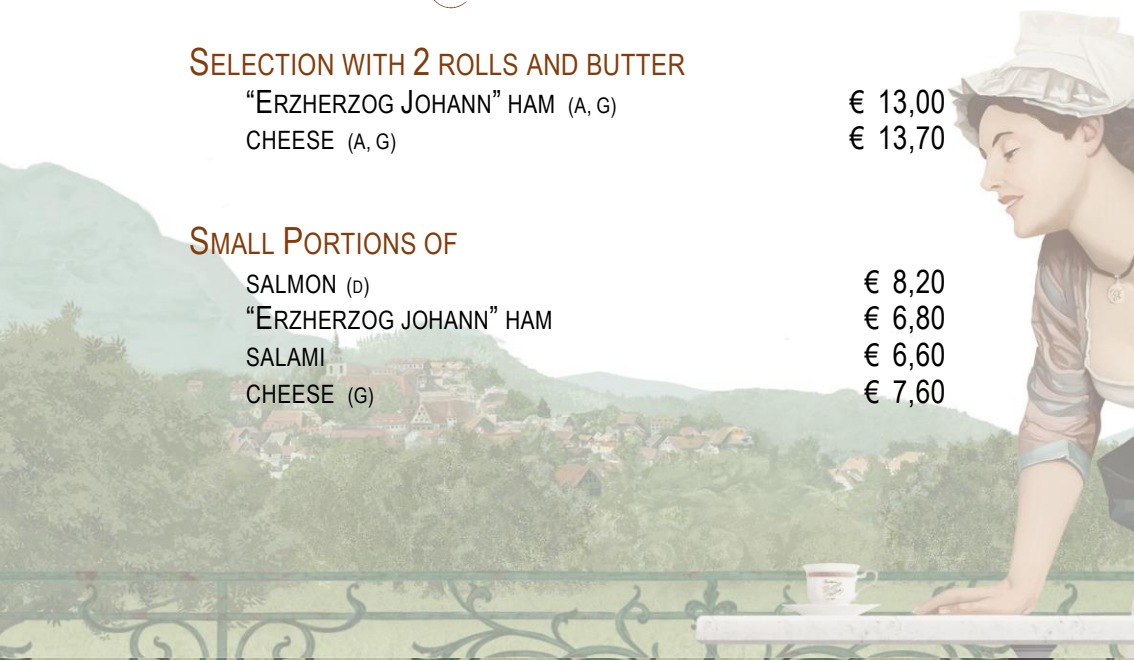 SELECTION WITH 2 ROLLS AND BUTTER
“ERZHERZOG JOHANN” HAM (A, G) € 13,00
CHEESE (A, G) € 13,70
SMALL PORTIONS OF
SALMON (D) € 8,20
“ERZHERZOG JOHANN” HAM € 6,80
SALAMI € 6,60
CHEESE (G) € 7,60